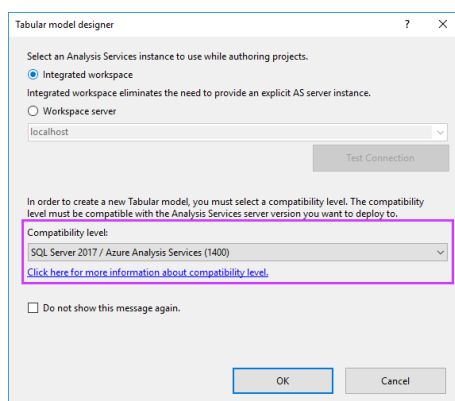 Tabular model designer
?
Select an Analysis Services instance to use while authoring projects.
Integrated workspace
Integrated workspace eliminates the need to provide an explicit AS server instance.
Workspace server
localhost
Test Connection
In order to create a new Tabular model, you must select a compatibility level. The compatibility
level must be compatible with the Analysis Services server version you want to deploy to.
Compatibility level:
SQL Server 2017 / Azure Analysis Services (1400)
Click here for more information about compatibility level.
Do not show this message again.
OK
Cancel